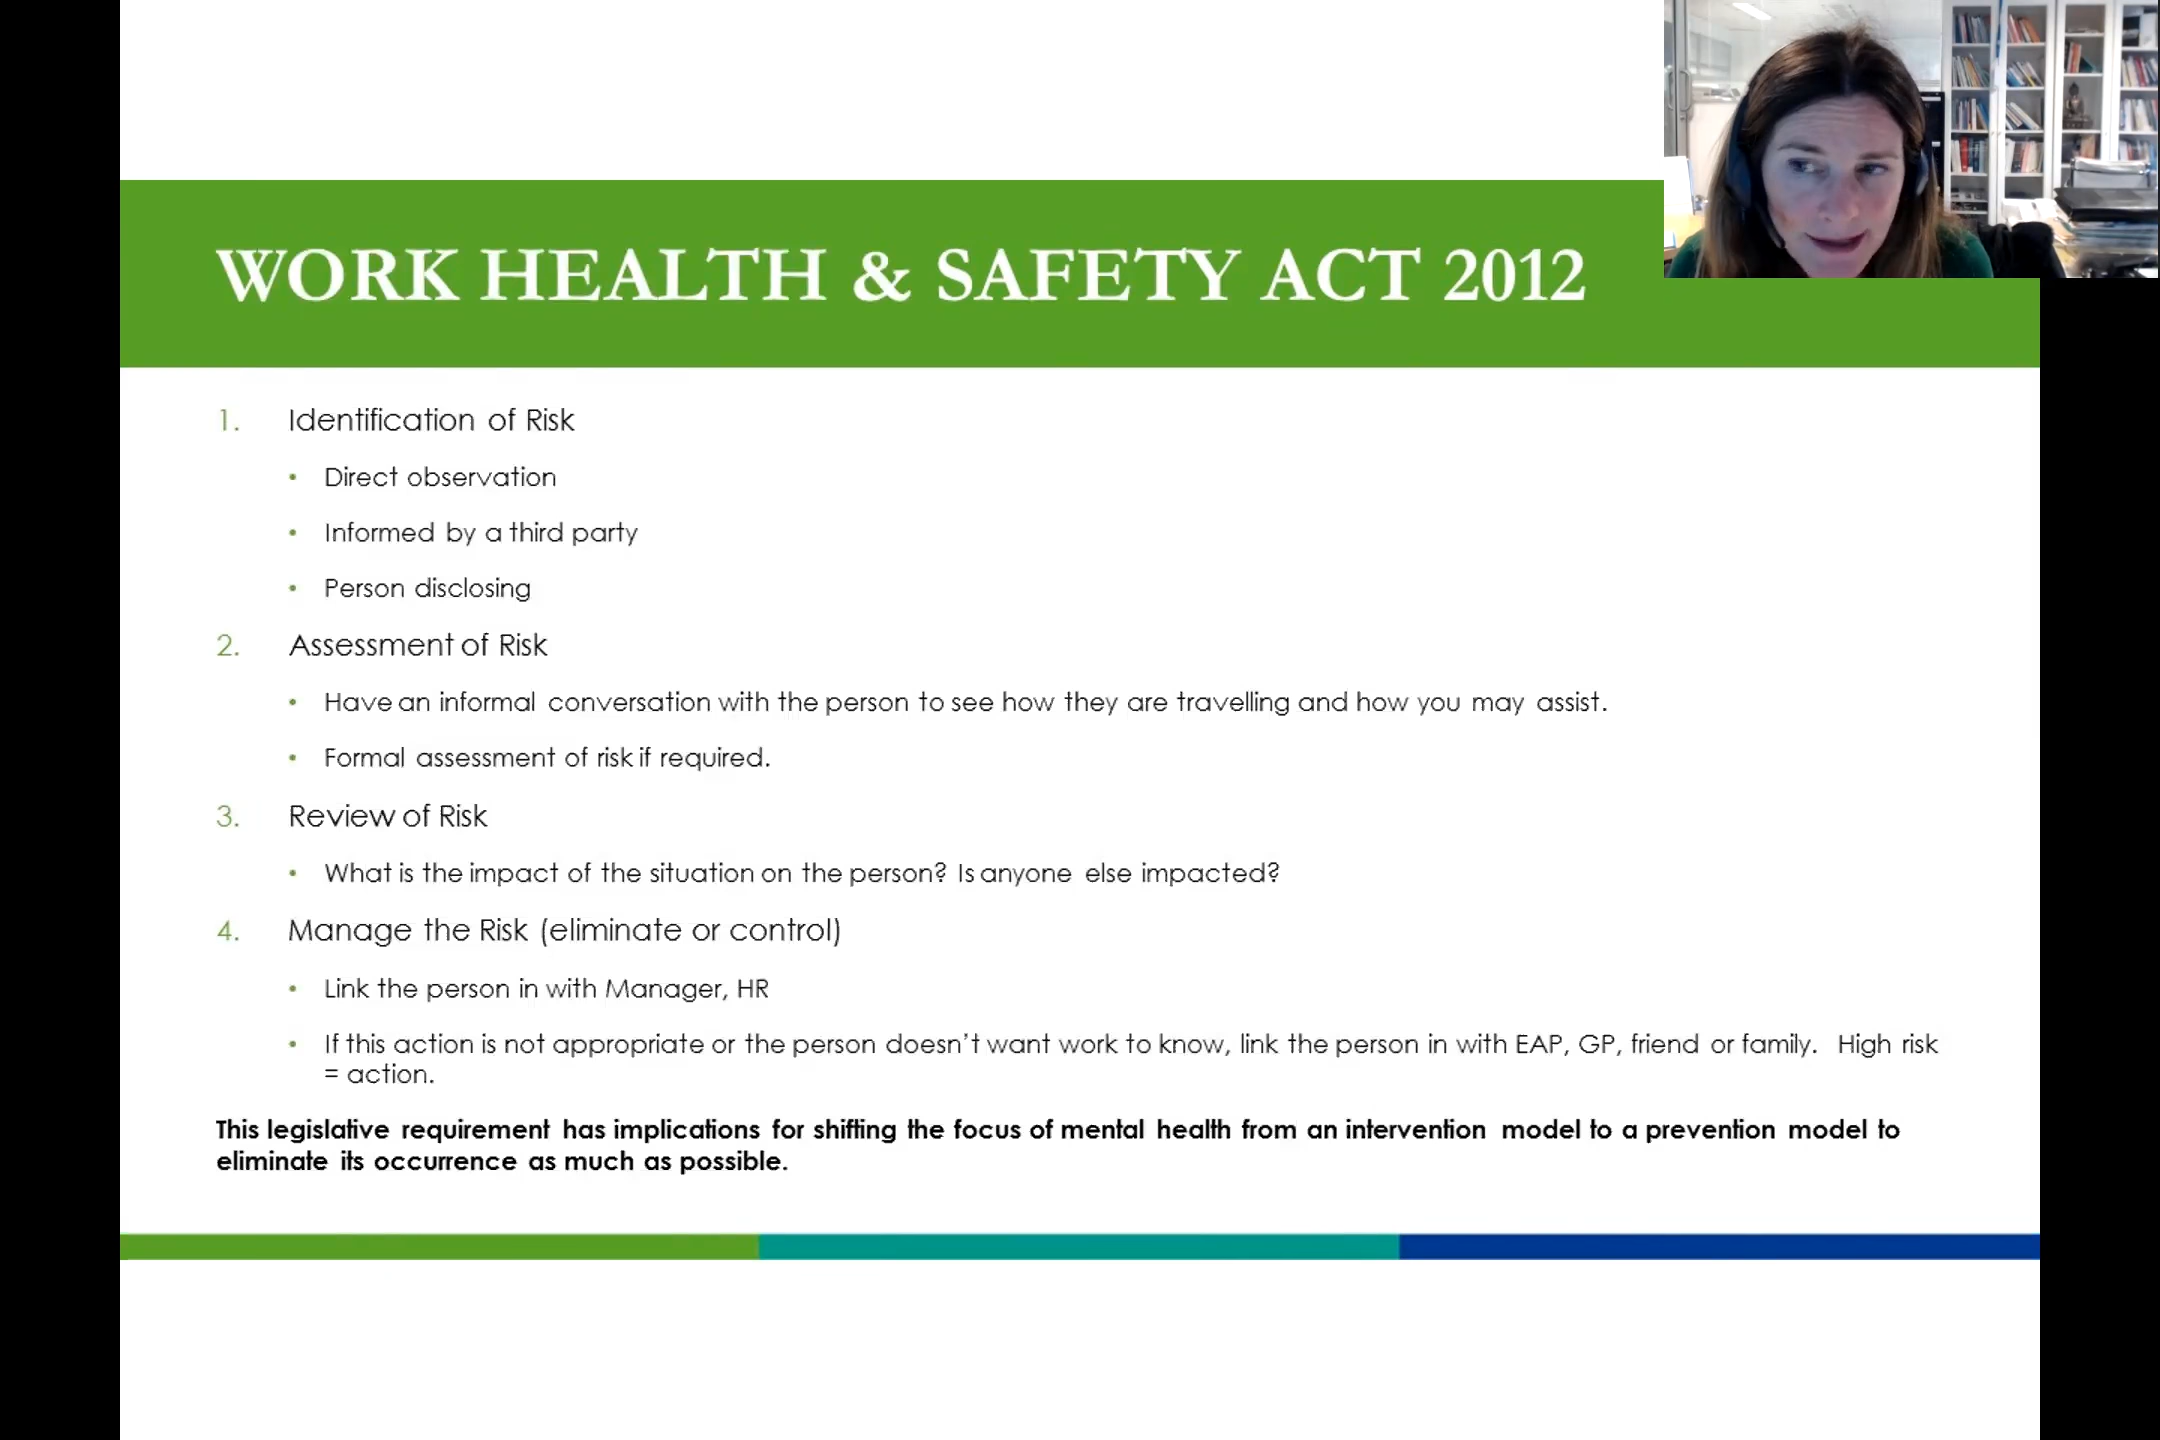 WORK HEALTH & SAFETY ACT 2012
1. Identification of Risk
• Direct observation
• Informed by a third party
• Person disclosing
2. Assessment of Risk
• Have an informal conversation with the person to see how they are travelling and how you may assist.
• Formal assessment of risk if required.
3. Review of Risk
• What is the impact of the situation on the person? Is anyone else impacted?
4. Manage the Risk (eliminate or control)
• Link the person in with Manager, HR
• If this action is not appropriate or the person doesn't want work to know, link the person in with EAP, GP, friend or family. High risk
= action.
This legislative requirement has implications for shifting the focus of mental health from an intervention model to a prevention model to
eliminate its occurrence as much as possible.